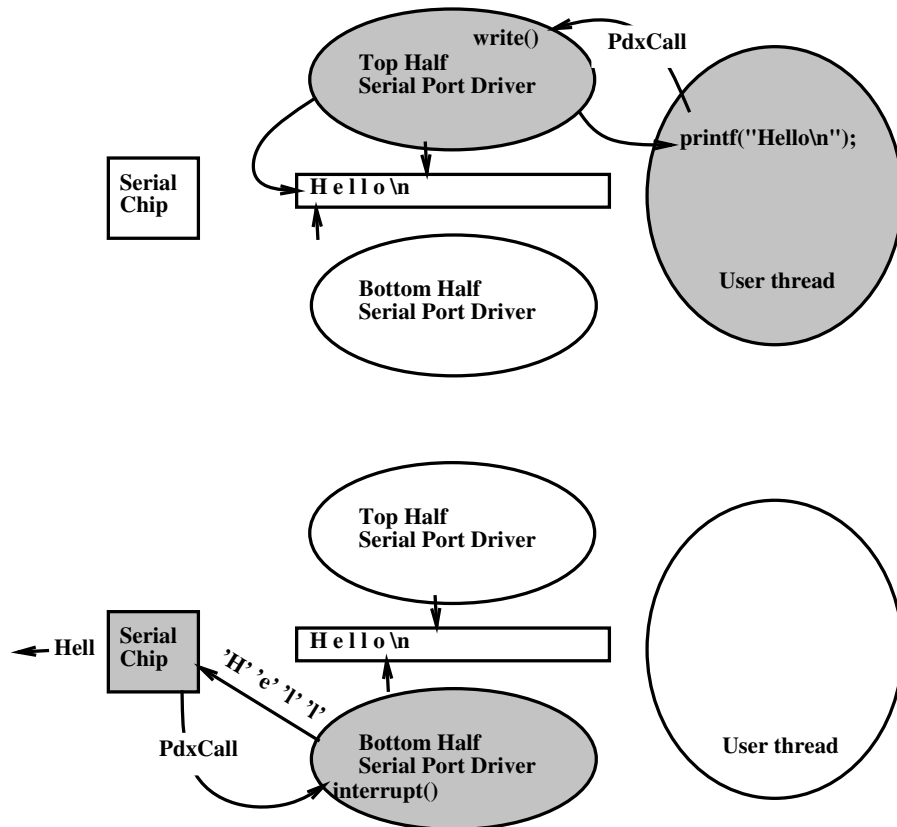 write()
PdxCall
Top Half
Serial Port Driver
printf("Hello\n");
Serial
Chip
H e l l o \n
Bottom Half
Serial Port Driver
User thread
Top Half
Serial Port Driver
Hell
Serial
Chip
H e l l o \n
'H' 'e' 'l' 'l'
PdxCall
Bottom Half
Serial Port Driver
interrupt()
User thread